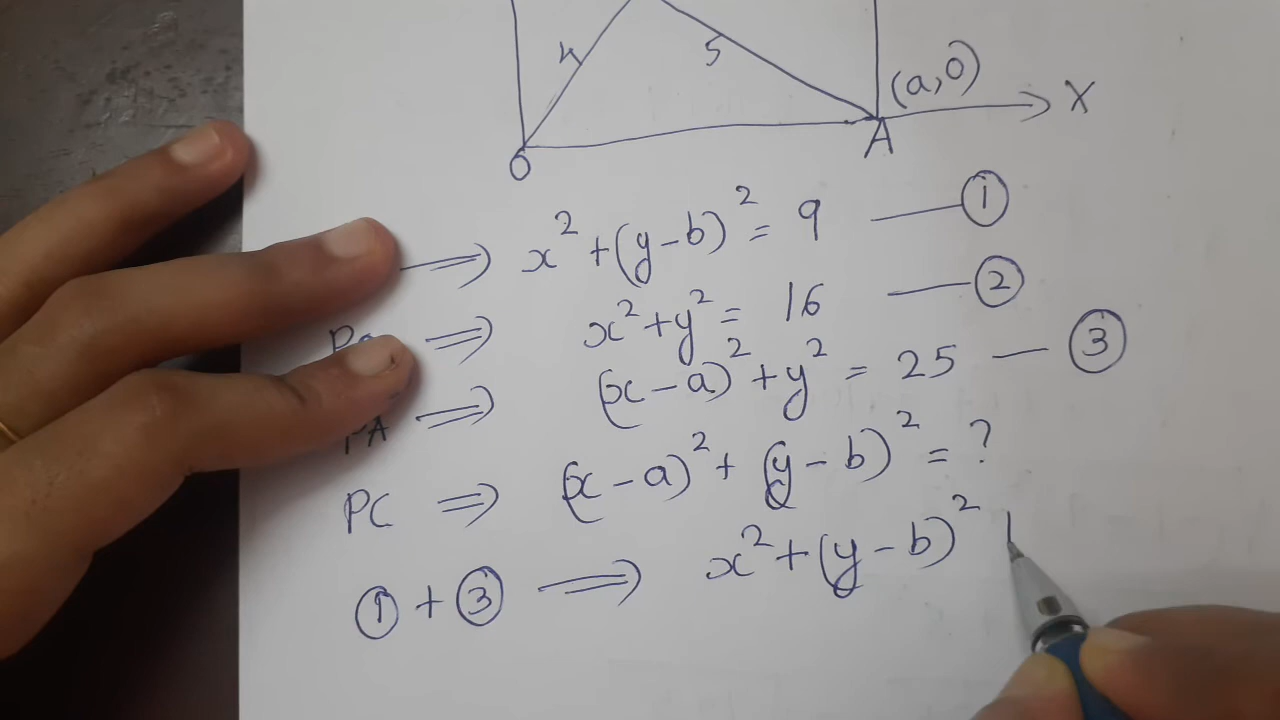 4 5 (a,0) X
O A
⟹ x² + (y-b)² = 9 — ①
⟹ x² + y² = 16 — ②
PA ⟹ (x-a)² + y² = 25 — ③
PC ⟹ (x-a)² + (y-b)² = ?
① + ③ ⟹ x² + (y-b)²